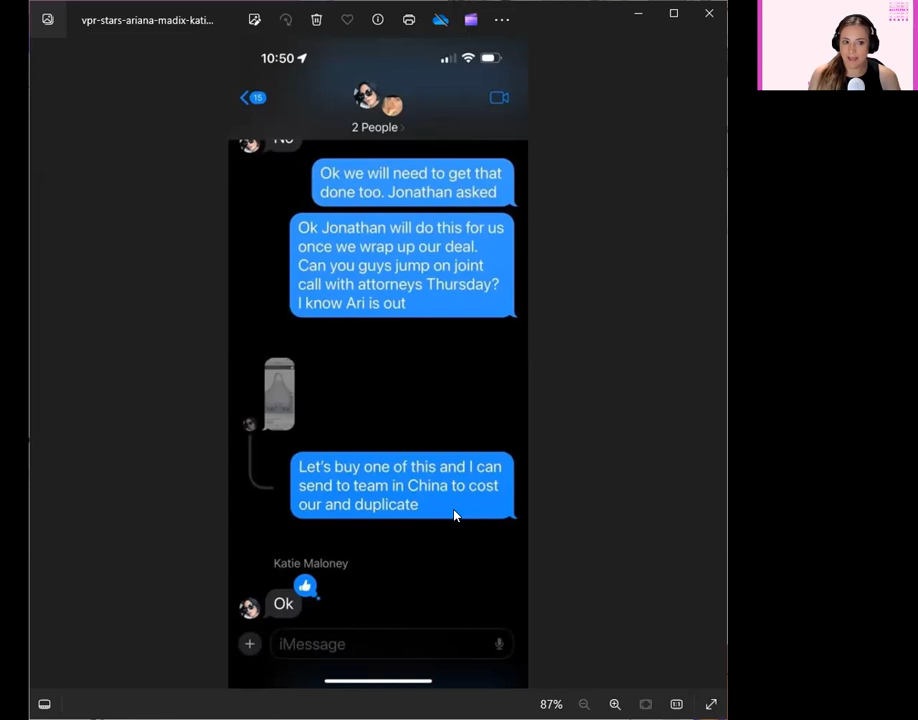 vpr-stars-ariana-madix-kati...
10:50
15
2 People
No
Ok we will need to get that
done too. Jonathan asked
Ok Jonathan will do this for us
once we wrap up our deal.
Can you guys jump on joint
call with attorneys Thursday?
I know Ari is out
Let's buy one of this and I can
send to team in China to cost
our and duplicate
Katie Maloney
Ok
iMessage
87%